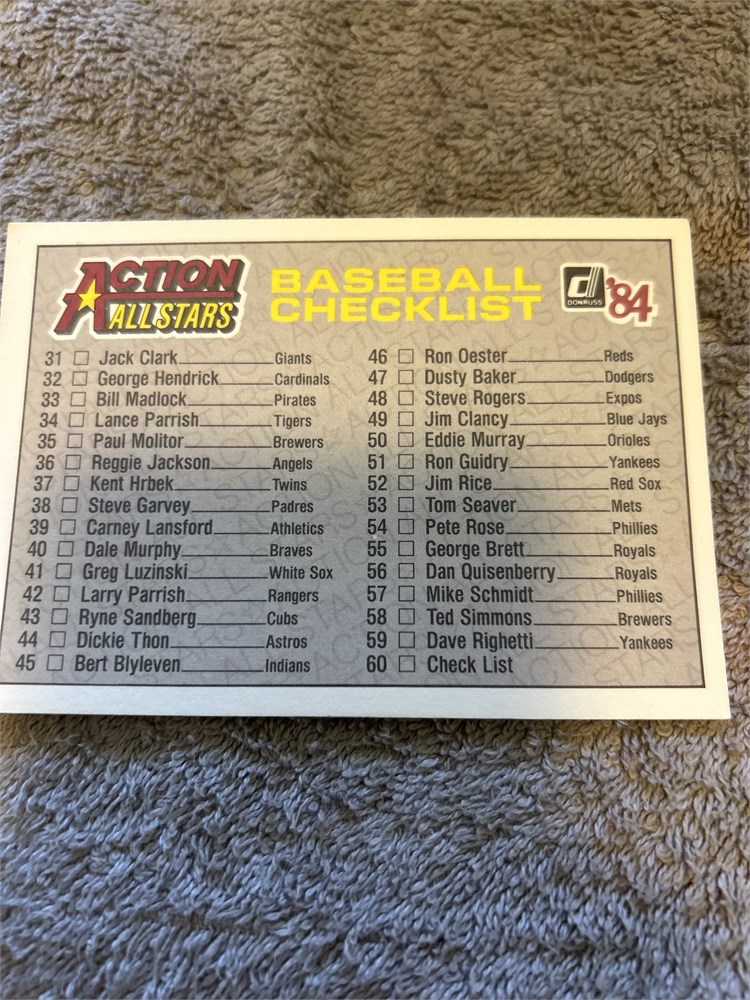 ACTION
ALL STARS
BASEBALL
CHECKLIST
d
DONRUSS
'84
31 Jack Clark Giants
32 George Hendrick Cardinals
33 Bill Madlock Pirates
34 Lance Parrish Tigers
35 Paul Molitor Brewers
36 Reggie Jackson Angels
37 Kent Hrbek Twins
38 Steve Garvey Padres
39 Carney Lansford Athletics
40 Dale Murphy Braves
41 Greg Luzinski White Sox
42 Larry Parrish Rangers
43 Ryne Sandberg Cubs
44 Dickie Thon Astros
45 Bert Blyleven Indians
46 Ron Oester Reds
47 Dusty Baker Dodgers
48 Steve Rogers Expos
49 Jim Clancy Blue Jays
50 Eddie Murray Orioles
51 Ron Guidry Yankees
52 Jim Rice Red Sox
53 Tom Seaver Mets
54 Pete Rose Phillies
55 George Brett Royals
56 Dan Quisenberry Royals
57 Mike Schmidt Phillies
58 Ted Simmons Brewers
59 Dave Righetti Yankees
60 Check List